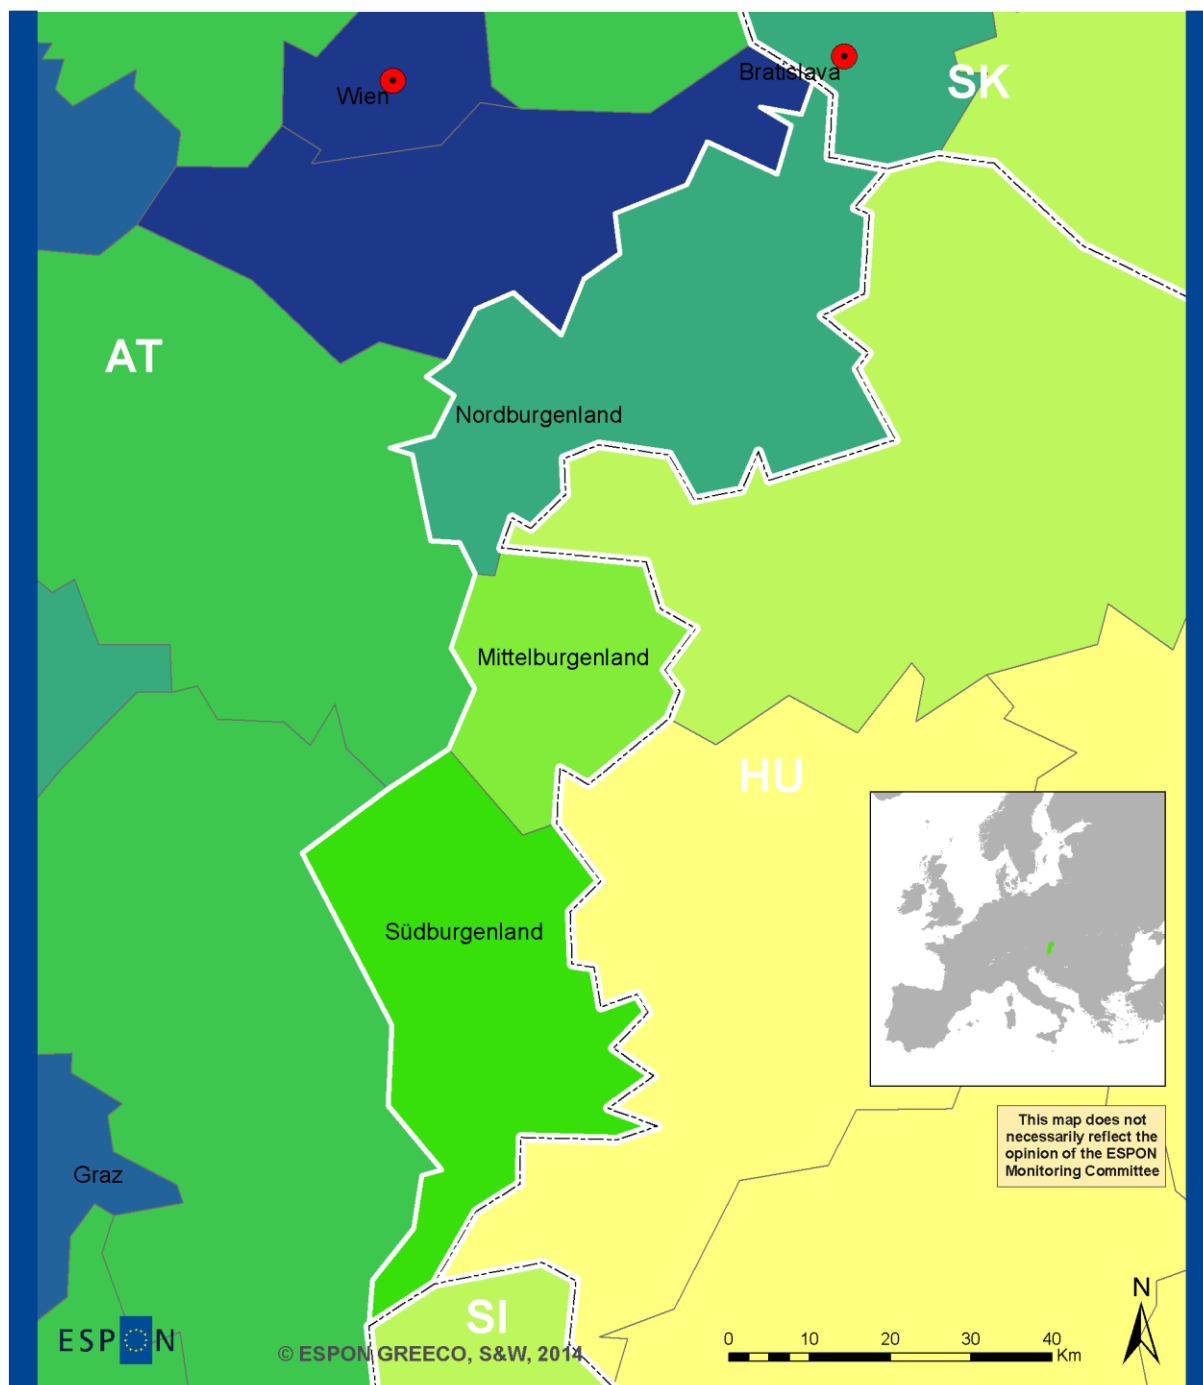 Bratislava
SK
Wien
AT
Nordburgenland
Mittelburgenland
HU
Südburgenland
This map does not
necessarily reflect the
opinion of the ESPON
Monitoring Committee
Graz
N
SI
ESPON
© ESPON GREECO, S&W, 2014
0 10 20 30 40
Km